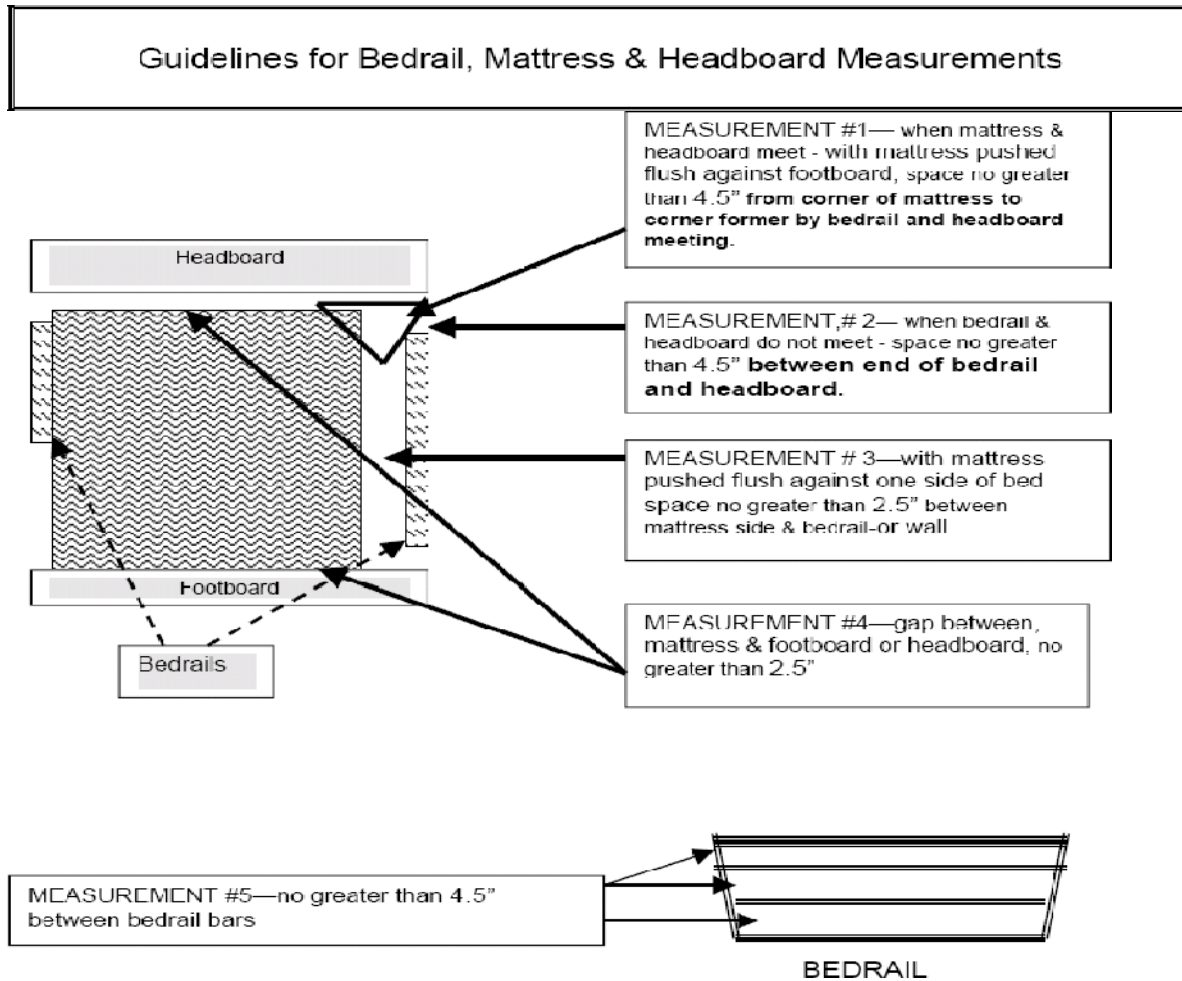 Guidelines for Bedrail, Mattress & Headboard Measurements
MEASUREMENT #1— when mattress &
headboard meet - with mattress pushed
flush against footboard, space no greater
than 4.5” from corner of mattress to
corner former by bedrail and headboard
meeting.
Headboard
MEASUREMENT,# 2— when bedrail &
headboard do not meet - space no greater
than 4.5” between end of bedrail
and headboard.
MEASUREMENT # 3—with mattress
pushed flush against one side of bed
space no greater than 2.5” between
mattress side & bedrail-or wall
Footboard
MEASUREMENT #4—gap between,
mattress & footboard or headboard, no
greater than 2.5”
Bedrails
MEASUREMENT #5—no greater than 4.5”
between bedrail bars
BEDRAIL